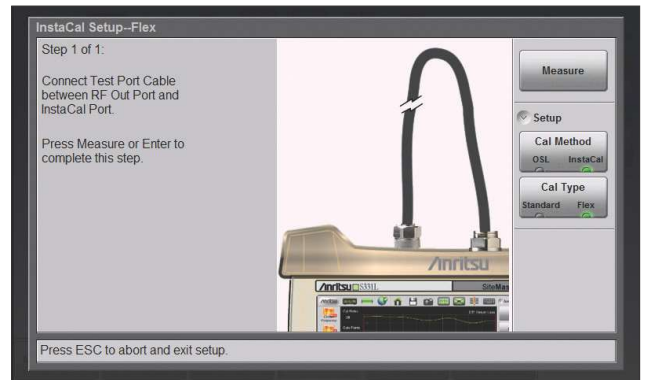 InstaCal Setup--Flex
Step 1 of 1:
Connect Test Port Cable
between RF Out Port and
InstaCal Port.
Press Measure or Enter to
complete this step.
Measure
Setup
Cal Method
OSL InstaCal
Cal Type
Standard Flex
Anritsu
Anritsu S331L
SiteMas
Press ESC to abort and exit setup.